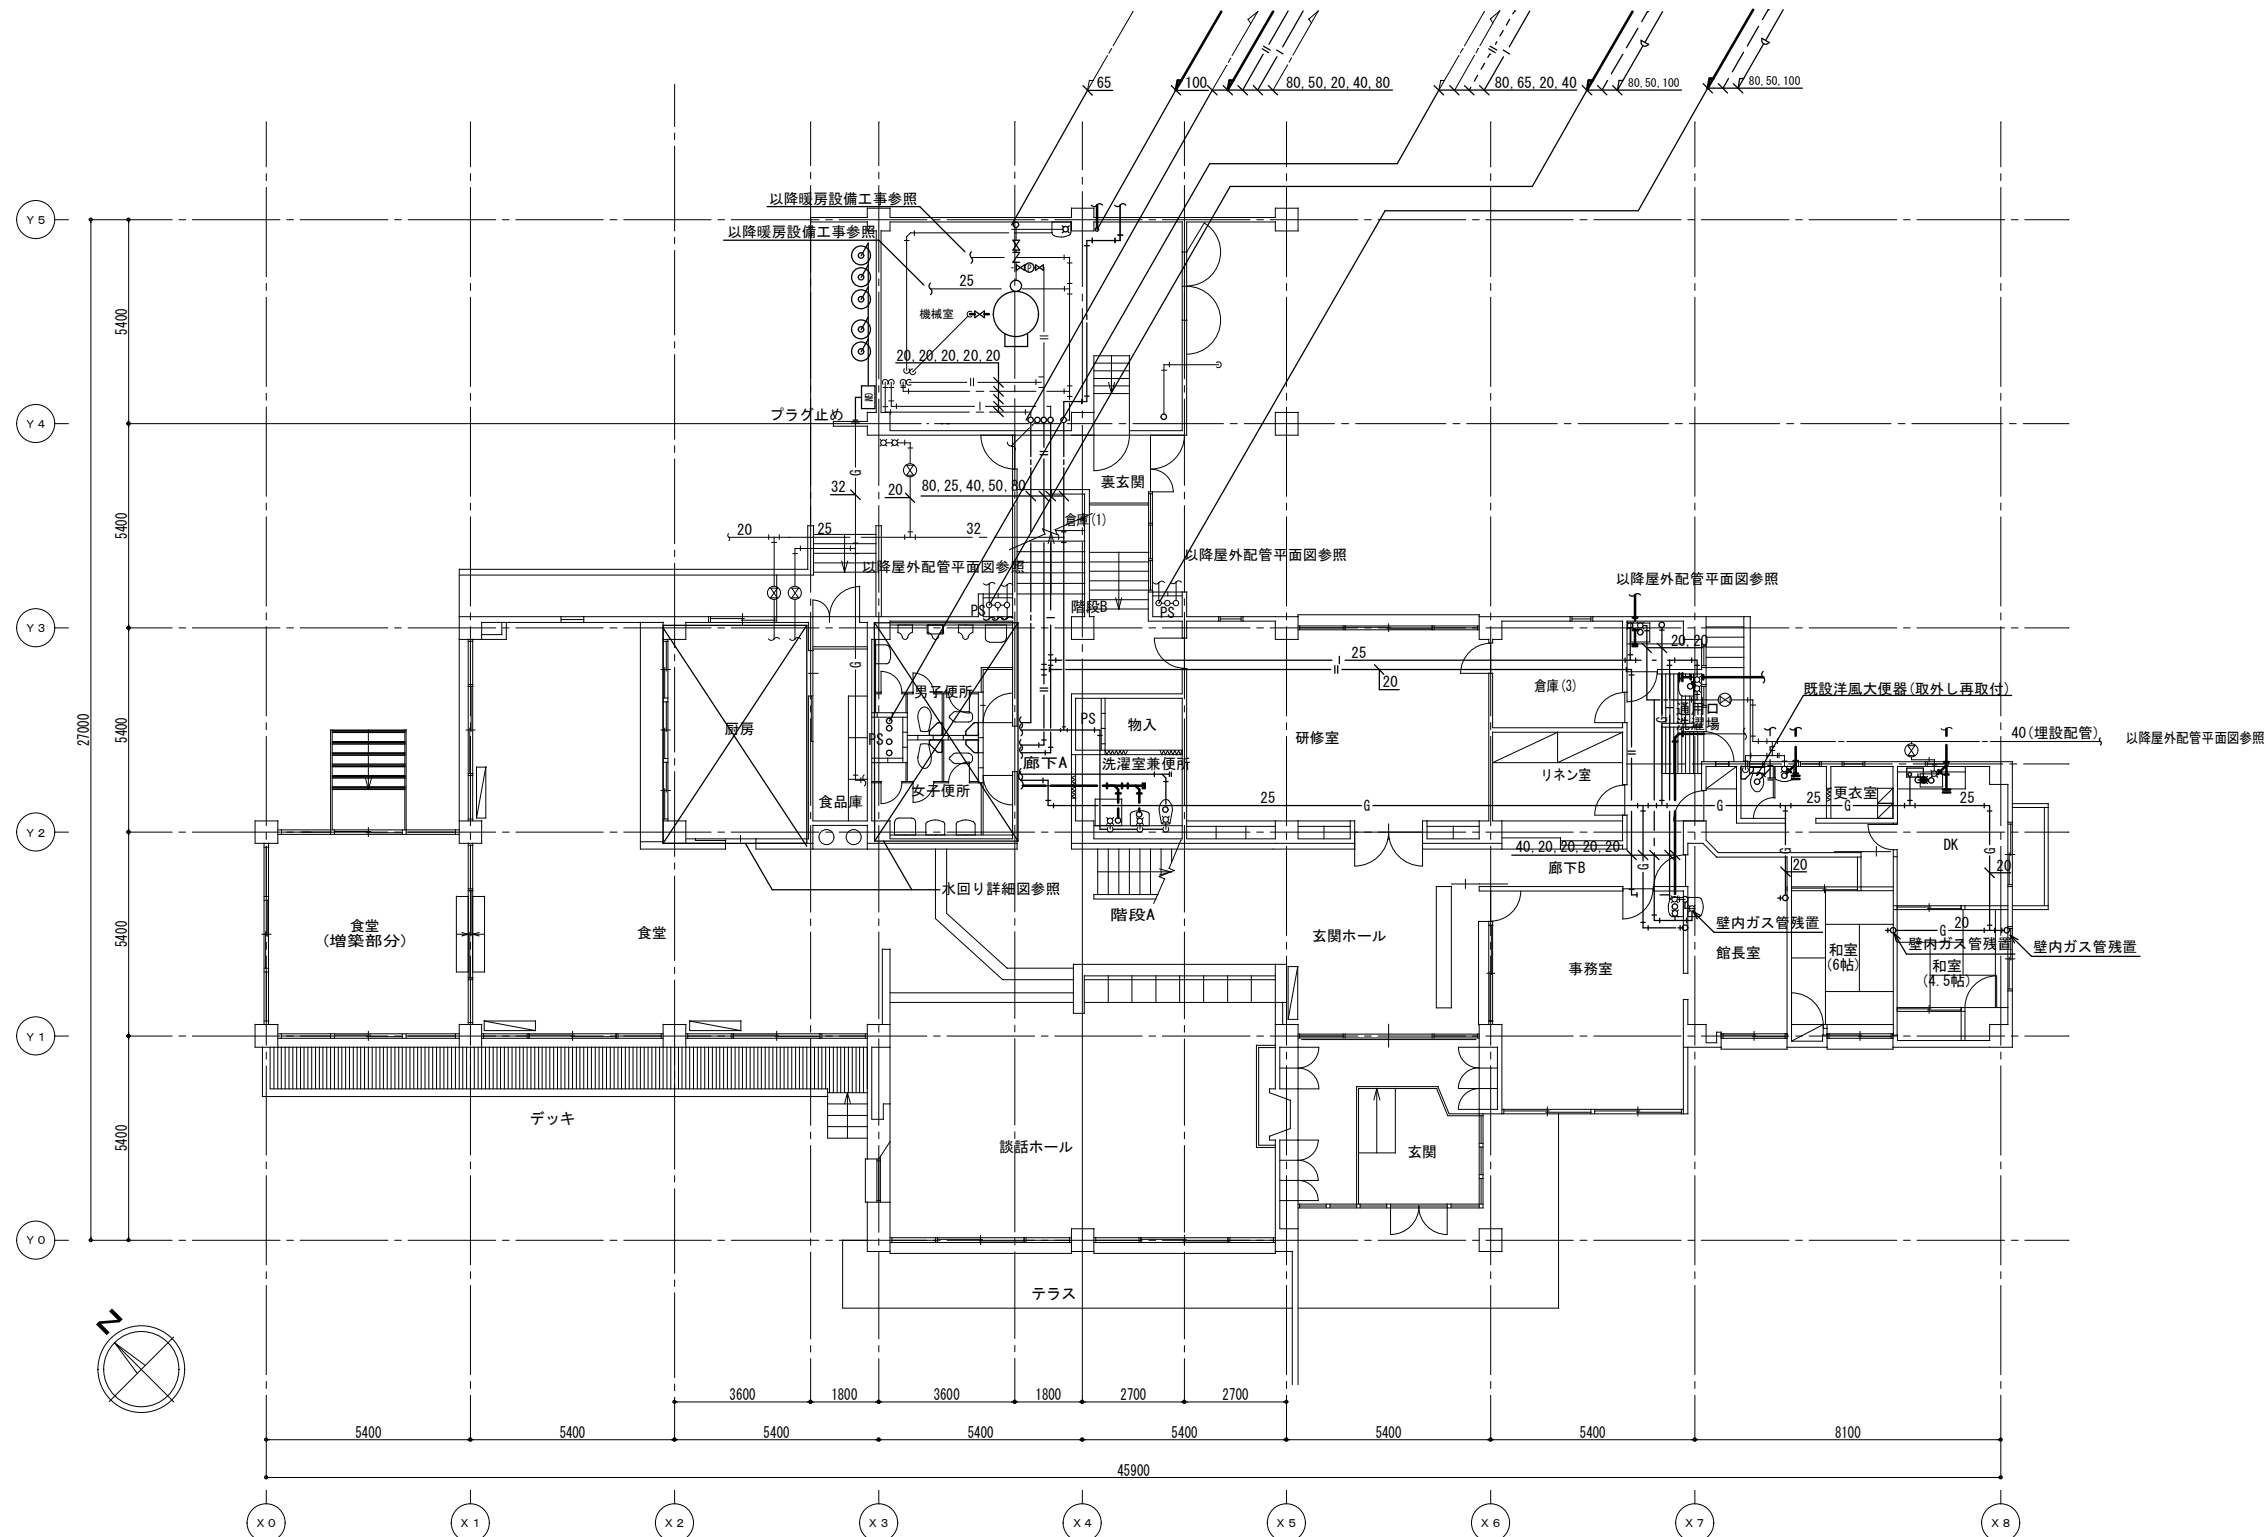 65
100
80,50,20,40,80
80,65,20,40
80,50,100
80,50,100
以降暖房設備工事参照
以降暖房設備工事参照
25
機械室
20,20,20,20,20
プラグ止め
G
32
20
80,25,40,50,80
裏玄関
倉庫(1)
20
25
32
以降屋外配管平面図参照
以降屋外配管平面図参照
以降屋外配管平面図参照
PS
階段B
PS
20,20
25
20
倉庫(3)
既設洋風大便器(取外し再取付)
G
男子便所
通用口
洗濯場
G
厨房
PS
PS
物入
研修室
40(埋設配管)
以降屋外配管平面図参照
廊下A
洗濯室兼便所
リネン室
食品庫
女子便所
更衣室
25
G
G
25
G
25
DK
40,20,20,20,20
廊下B
G
G
20
G
20
水回り詳細図参照
階段A
食堂
(増築部分)
食堂
玄関ホール
事務室
壁内ガス管残置
館長室
和室
(6帖)
G
20
壁内ガス管残置
壁内ガス管残置
和室
(4.5帖)
デッキ
談話ホール
玄関
テラス
Y5
Y4
Y3
Y2
Y1
Y0
5400
5400
5400
5400
5400
27000
N
3600
1800
3600
1800
2700
2700
5400
5400
5400
5400
5400
5400
5400
8100
45900
X0
X1
X2
X3
X4
X5
X6
X7
X8